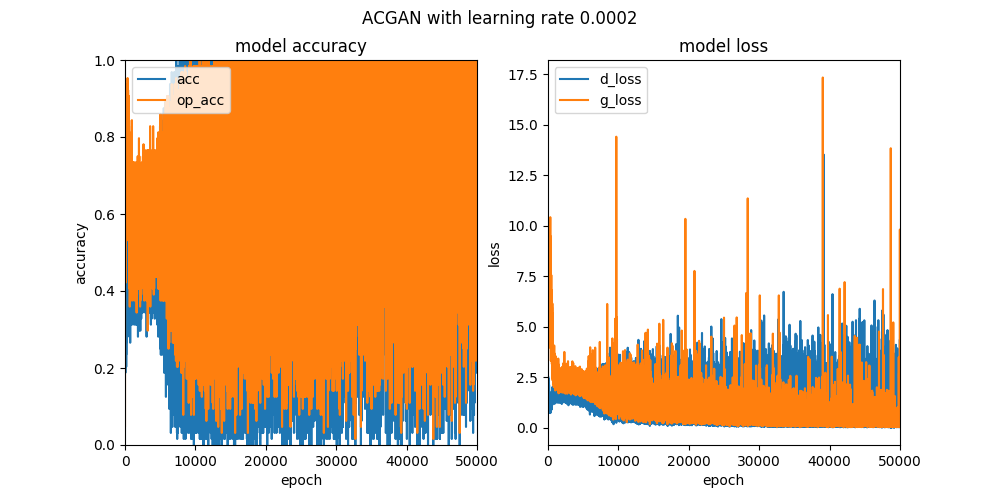 ACGAN with learning rate 0.0002
model accuracy
acc
op_acc
1.0
0.8
0.6
0.4
0.2
0.0
accuracy
0 10000 20000 30000 40000 50000
epoch
model loss
d_loss
g_loss
17.5
15.0
12.5
10.0
7.5
5.0
2.5
0.0
loss
0 10000 20000 30000 40000 50000
epoch